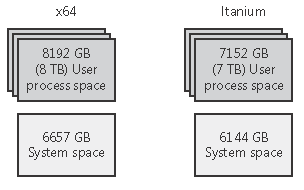 x64
8192 GB
(8 TB) User
process space
6657 GB
System space
Itanium
7152 GB
(7 TB) User
process space
6144 GB
System space